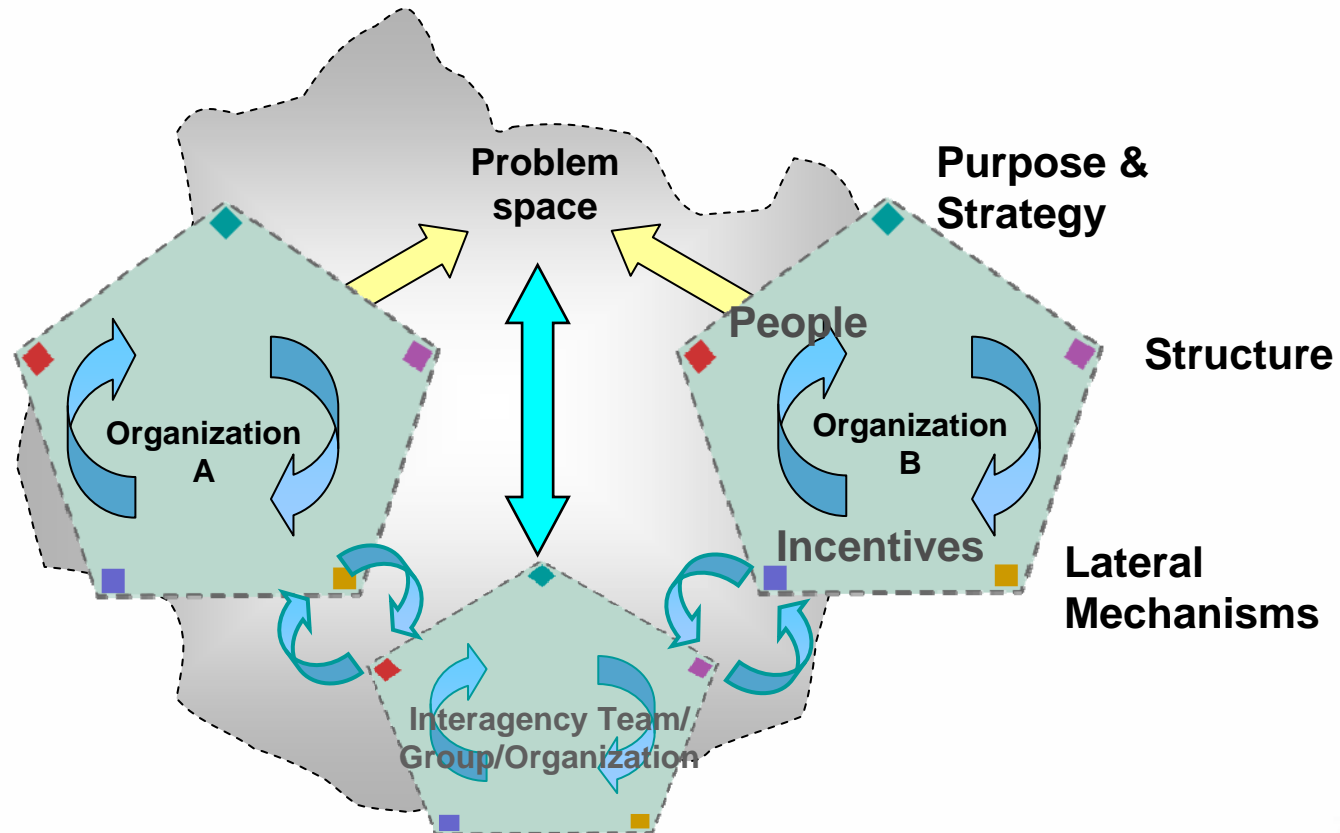 Problem
space
Purpose &
Strategy
People
Structure
Organization
A
Organization
B
Incentives
Lateral
Mechanisms
Interagency Team/
Group/Organization